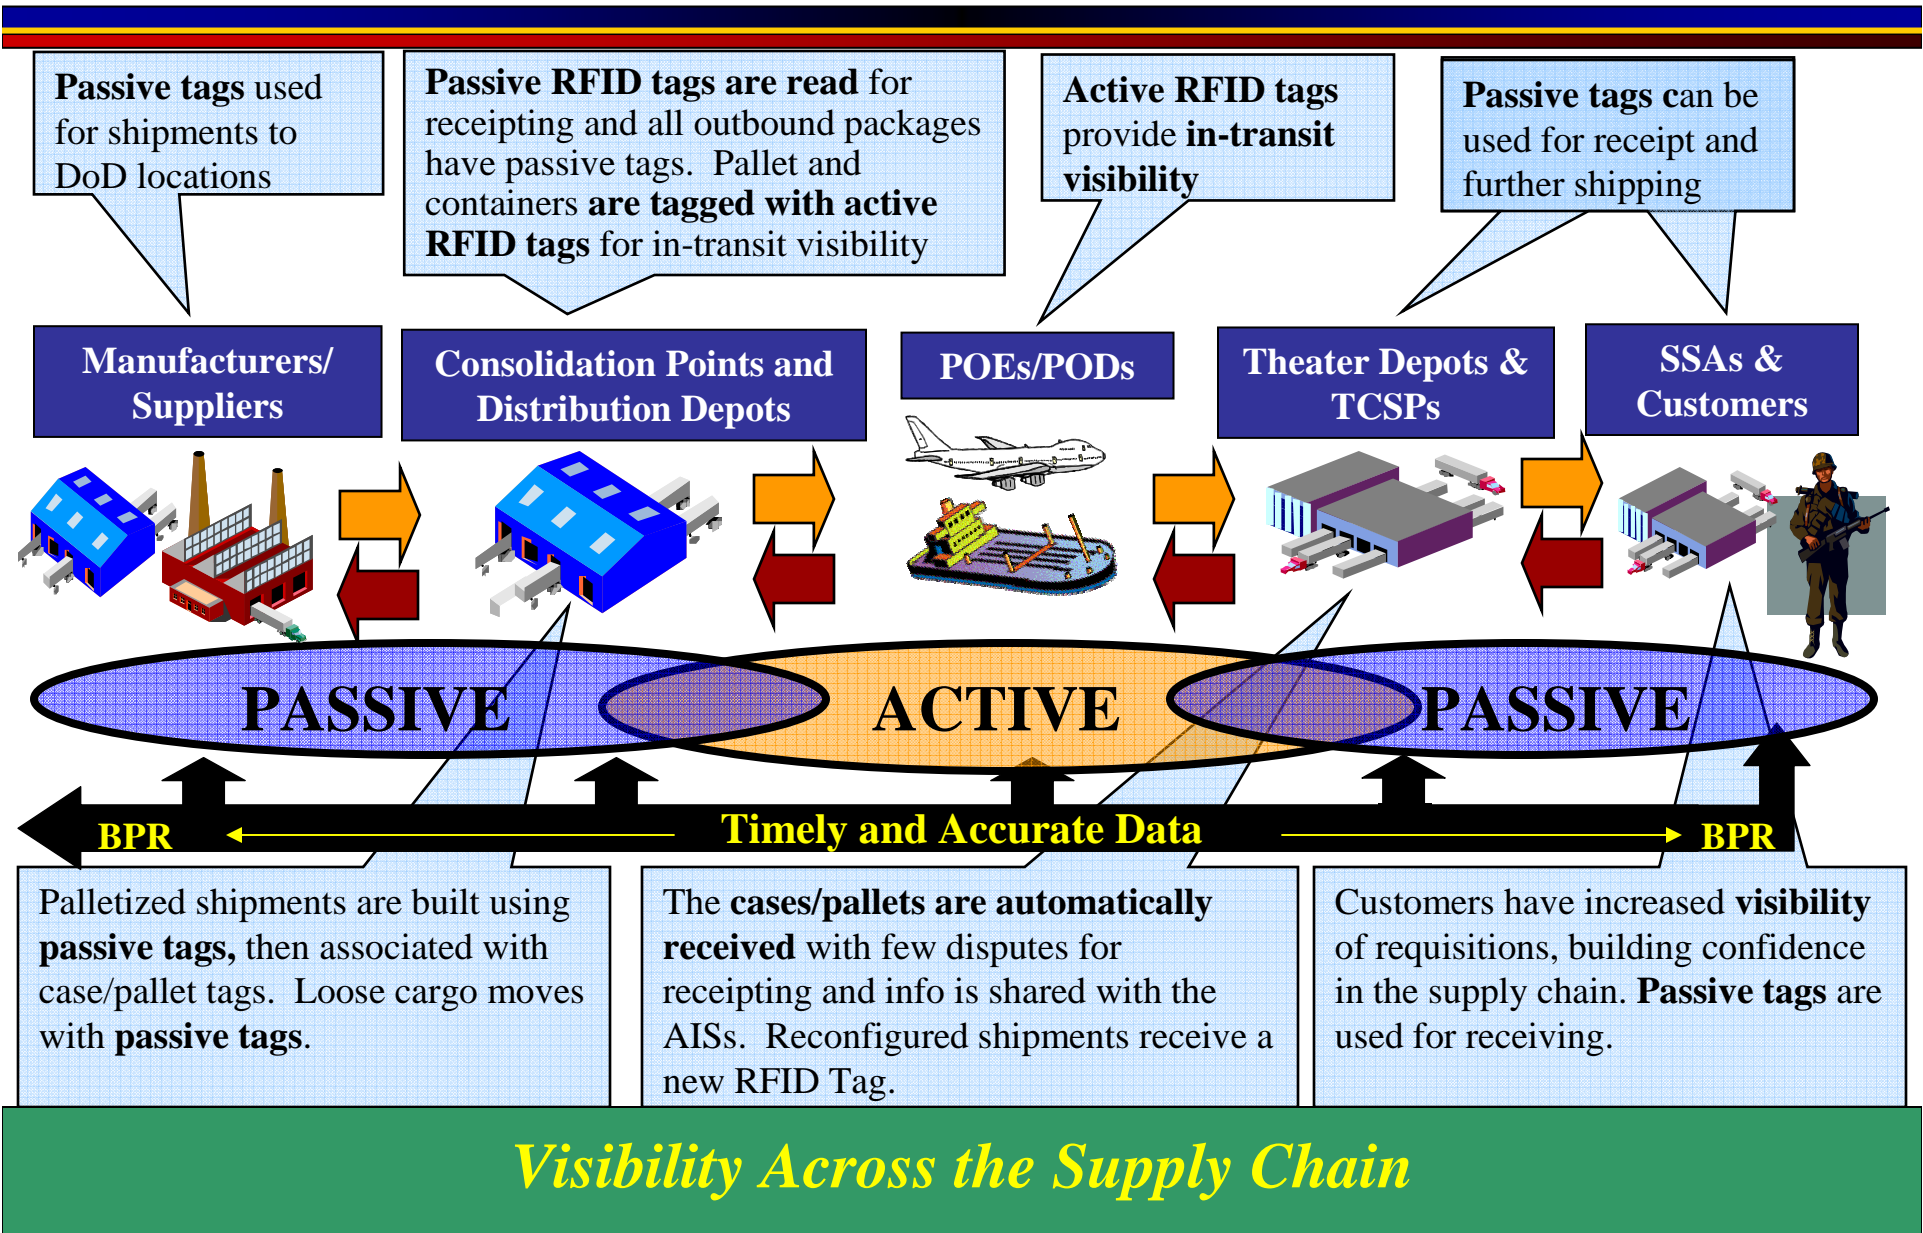 Passive tags used
for shipments to
DoD locations
Passive RFID tags are read for
receipting and all outbound packages
have passive tags. Pallet and
containers are tagged with active
RFID tags for in-transit visibility
Active RFID tags
provide in-transit
visibility
Passive tags can be
used for receipt and
further shipping
Manufacturers/
Suppliers
Consolidation Points and
Distribution Depots
POEs/PODs
Theater Depots &
TCSPs
SSAs &
Customers
PASSIVE
ACTIVE
PASSIVE
BPR
Timely and Accurate Data
BPR
Palletized shipments are built using
passive tags, then associated with
case/pallet tags. Loose cargo moves
with passive tags.
The cases/pallets are automatically
received with few disputes for
receipting and info is shared with the
AISs. Reconfigured shipments receive a
new RFID Tag.
Customers have increased visibility
of requisitions, building confidence
in the supply chain. Passive tags are
used for receiving.
Visibility Across the Supply Chain